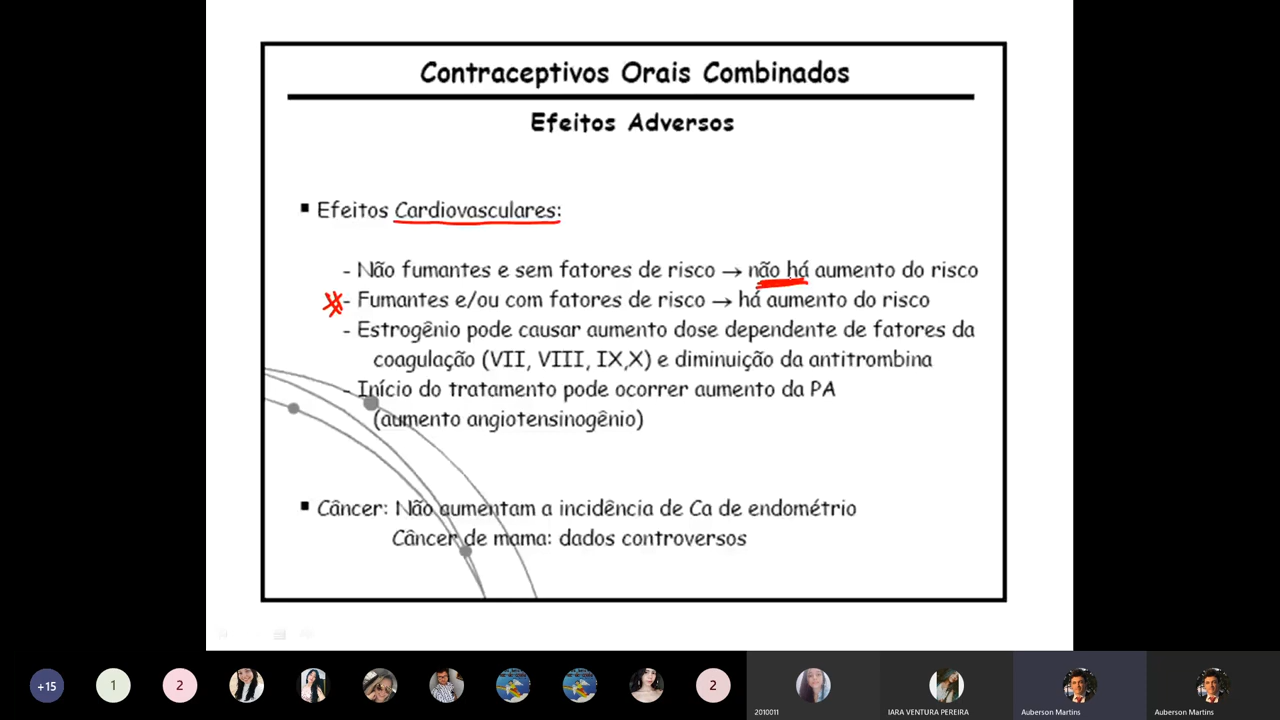 Contraceptivos Orais Combinados
Efeitos Adversos
▪ Efeitos Cardiovasculares:
- Não fumantes e sem fatores de risco → não há aumento do risco
- Fumantes e/ou com fatores de risco → há aumento do risco
- Estrogênio pode causar aumento dose dependente de fatores da
coagulação (VII, VIII, IX,X) e diminuição da antitrombina
- Início do tratamento pode ocorrer aumento da PA
(aumento angiotensinogênio)
▪ Câncer: Não aumentam a incidência de Ca de endométrio
Câncer de mama: dados controversos
+15
1
2
2
2010011
IARA VENTURA PEREIRA
Auberson Martins
Auberson Martins